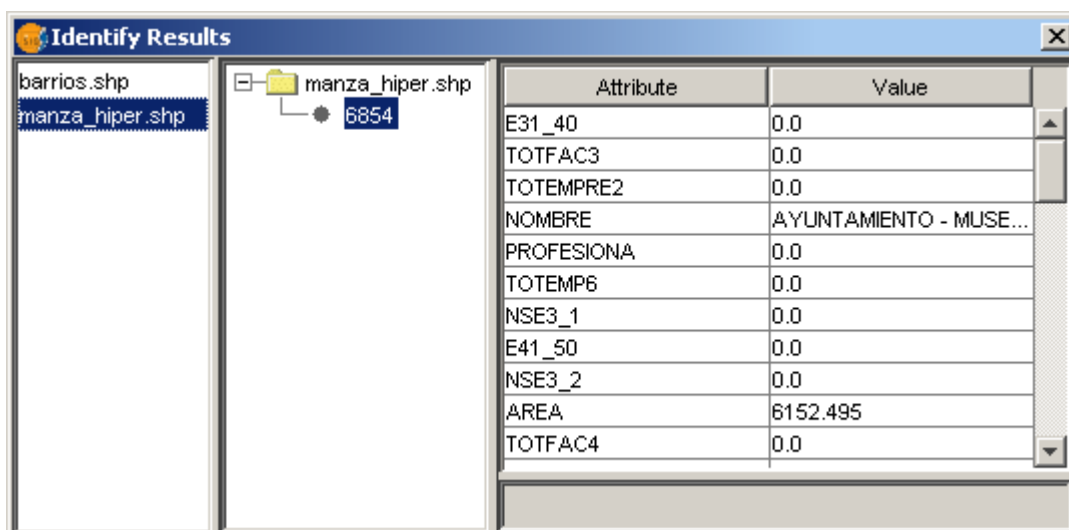 Identify Results
barrios.shp
manza_hiper.shp
manza_hiper.shp
6854
Attribute Value
E31_40 0.0
TOTFAC3 0.0
TOTEMPRE2 0.0
NOMBRE AYUNTAMIENTO - MUSE...
PROFESIONA 0.0
TOTEMP6 0.0
NSE3_1 0.0
E41_50 0.0
NSE3_2 0.0
AREA 6152.495
TOTFAC4 0.0